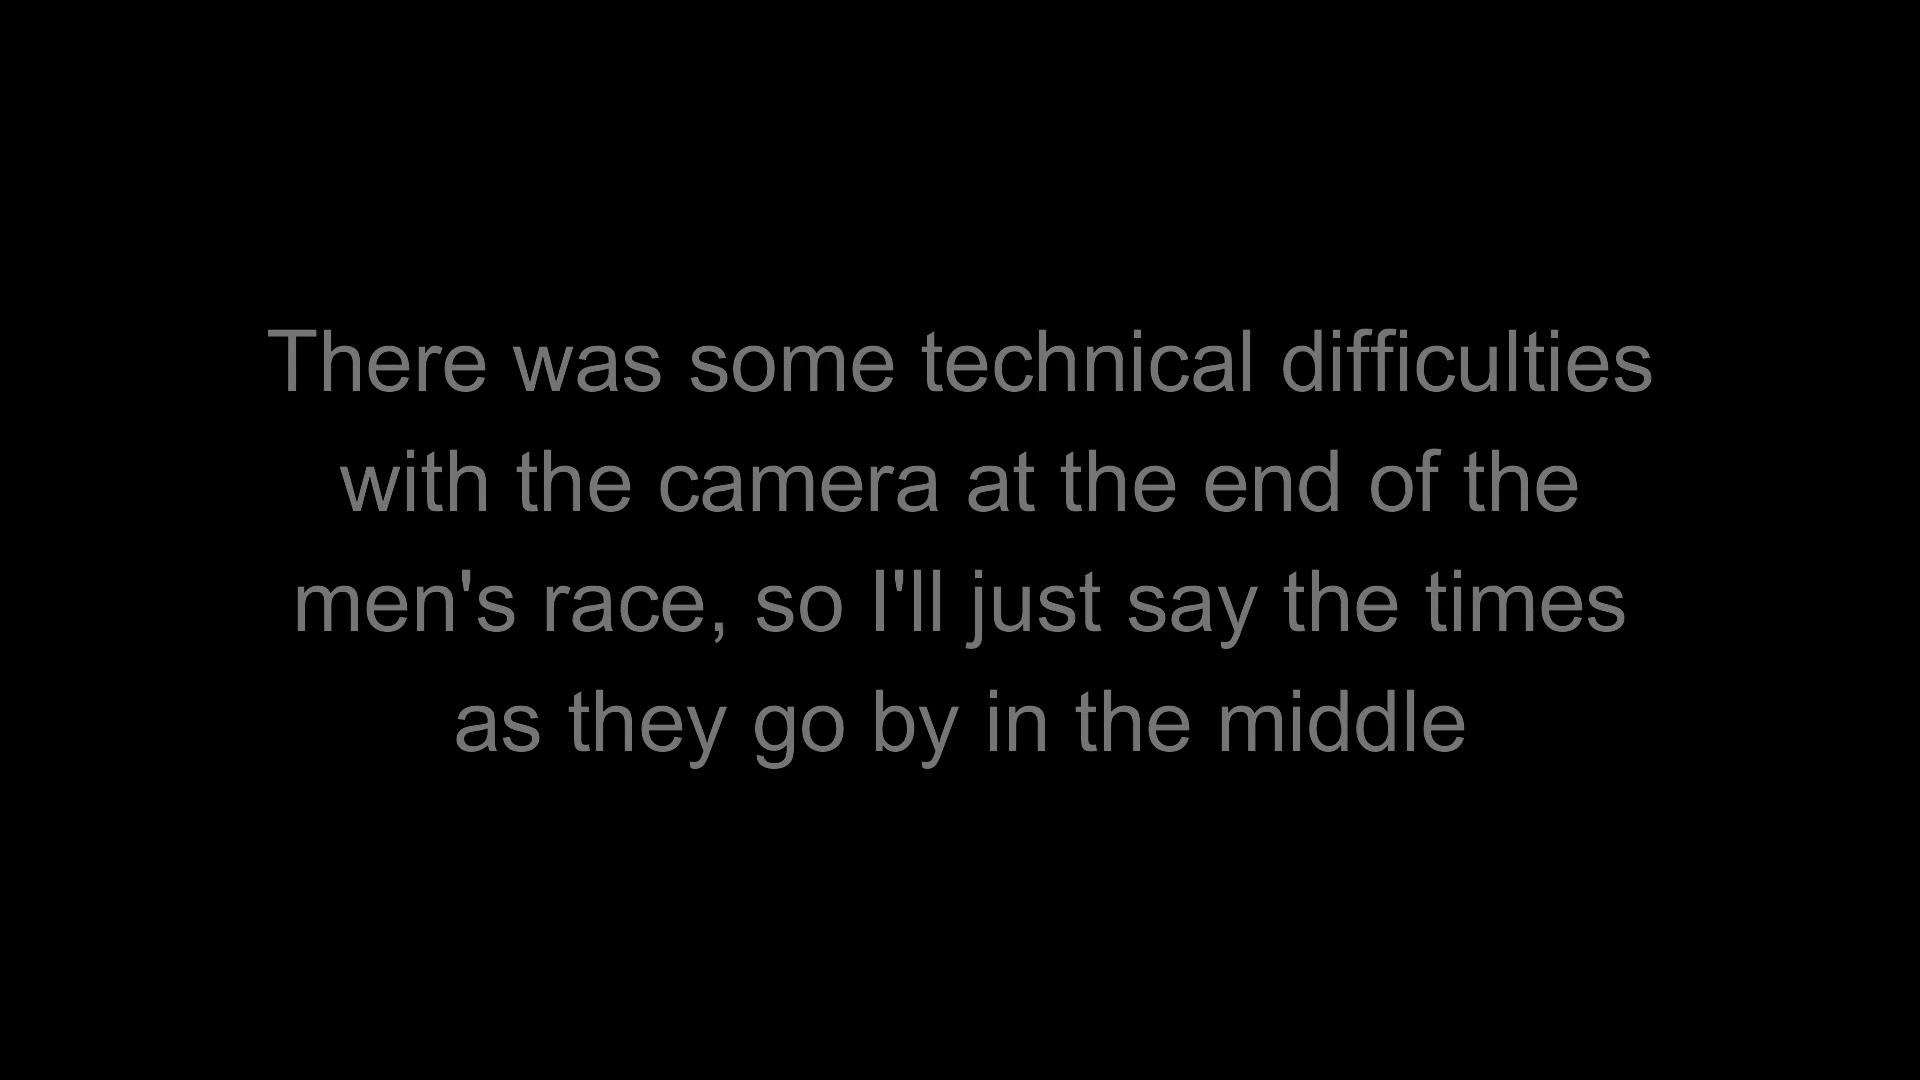 There was some technical difficulties
with the camera at the end of the
men's race, so I'll just say the times
as they go by in the middle